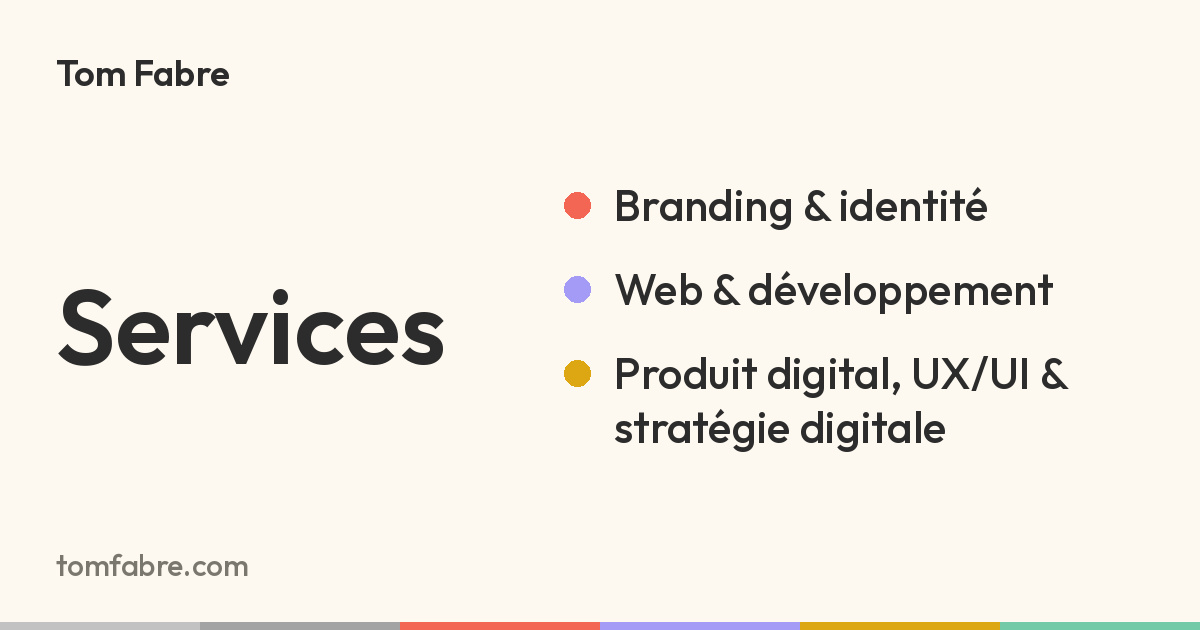 Tom Fabre
Services
Branding & identité
Web & développement
Produit digital, UX/UI &
stratégie digitale
tomfabre.com